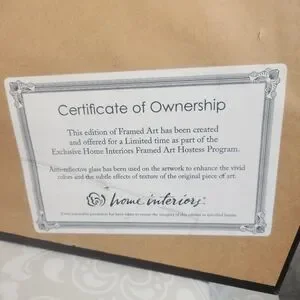 Certificate of Ownership
This edition of Framed Art has been created
and offered for a Limited time as part of the
Exclusive Home Interiors Framed Art Hostess Program.
Anti-reflective glass has been used on the artwork to enhance the vivid
colors and the subtle effects of texture of the original piece of art.
home interiors